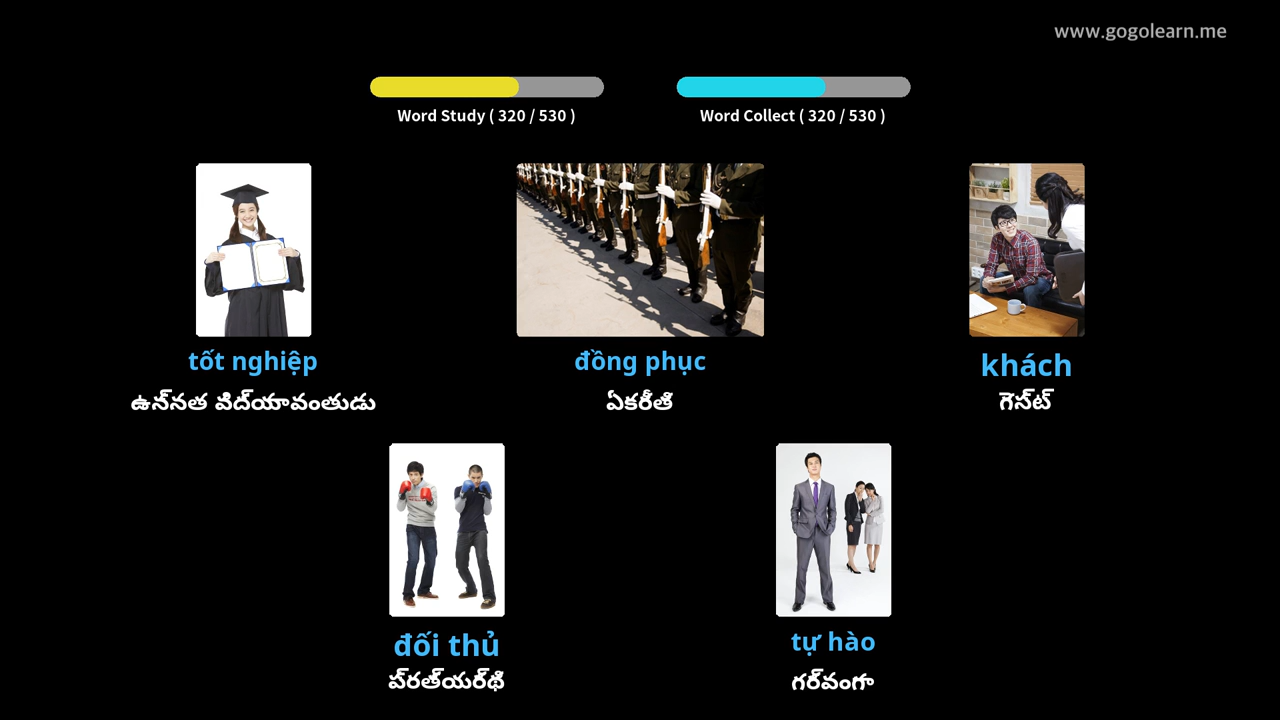 www.gogolearn.me
Word Study ( 320 / 530 )
Word Collect ( 320 / 530 )
tốt nghiệp
ఉన్‌నత విద్‌యావంతుడు
đồng phục
ఏకరీతి
khách
గెస్‌ట్
đối thủ
ప్‌రత్‌యర్‌థి
tự hào
గర్‌వంగా